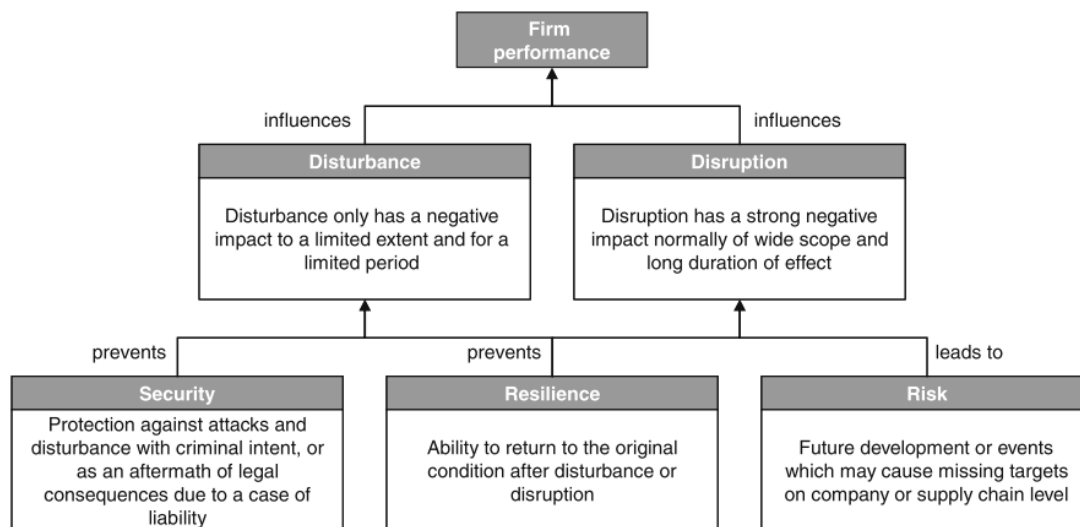 Firm
performance
influences
influences
Disturbance
Disturbance only has a negative
impact to a limited extent and for a
limited period
Disruption
Disruption has a strong negative
impact normally of wide scope and
long duration of effect
prevents
prevents
leads to
Security
Protection against attacks and
disturbance with criminal intent, or
as an aftermath of legal
consequences due to a case of
liability
Resilience
Ability to return to the original
condition after disturbance or
disruption
Risk
Future development or events
which may cause missing targets
on company or supply chain level